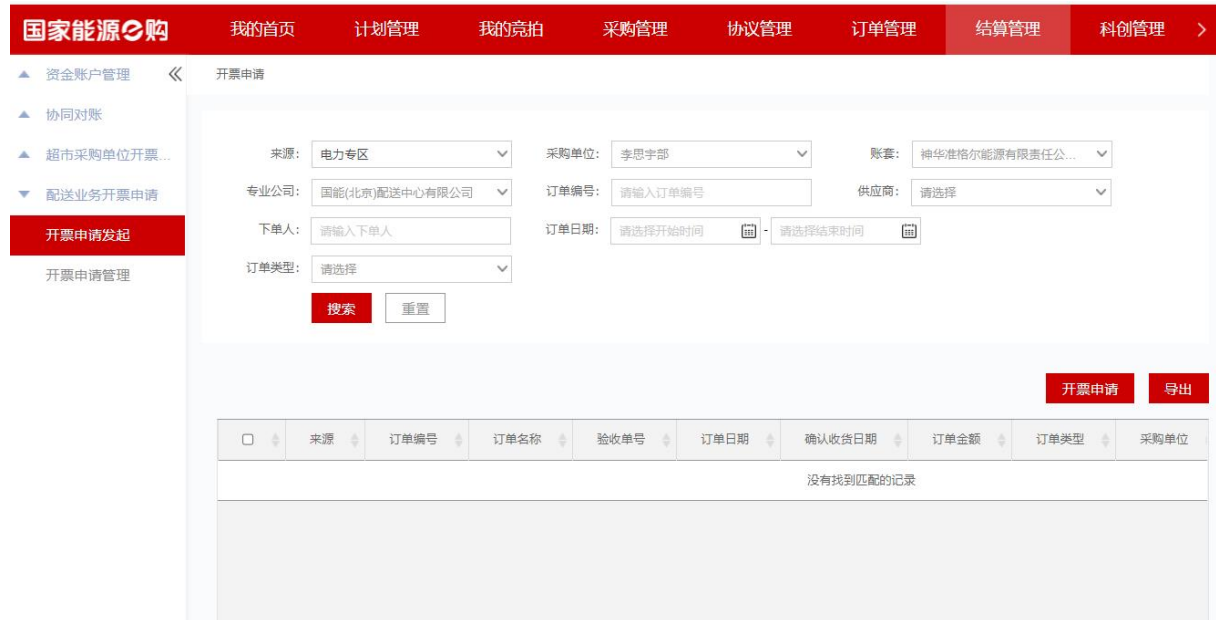 国家能源e购 我的首页 计划管理 我的竞拍 采购管理 协议管理 订单管理 结算管理 科创管理
资金账户管理
协同对账
超市采购单位开票...
配送业务开票申请
开票申请发起
开票申请管理
开票申请
来源: 电力专区 采购单位: 李思宇部 账套: 神华准格尔能源有限责任公...
专业公司: 国能(北京)配送中心有限公司 订单编号: 请输入订单编号 供应商: 请选择
下单人: 请输入下单人 订单日期: 请选择开始时间 - 请选择结束时间
订单类型: 请选择
搜索 重置
开票申请 导出
来源 订单编号 订单名称 验收单号 订单日期 确认收货日期 订单金额 订单类型 采购单位
没有找到匹配的记录